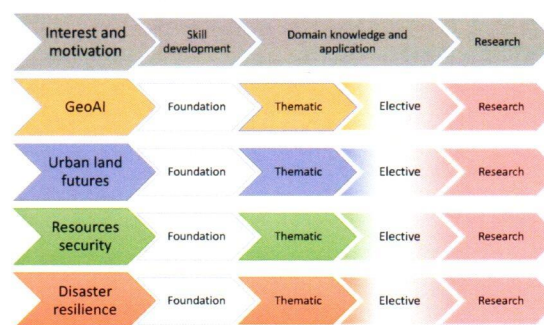 Interest and
motivation
Skill
development
Domain knowledge and
application
Research
GeoAI
Foundation
Thematic
Elective
Research
Urban land
futures
Foundation
Thematic
Elective
Research
Resources
security
Foundation
Thematic
Elective
Research
Disaster
resilience
Foundation
Thematic
Elective
Research